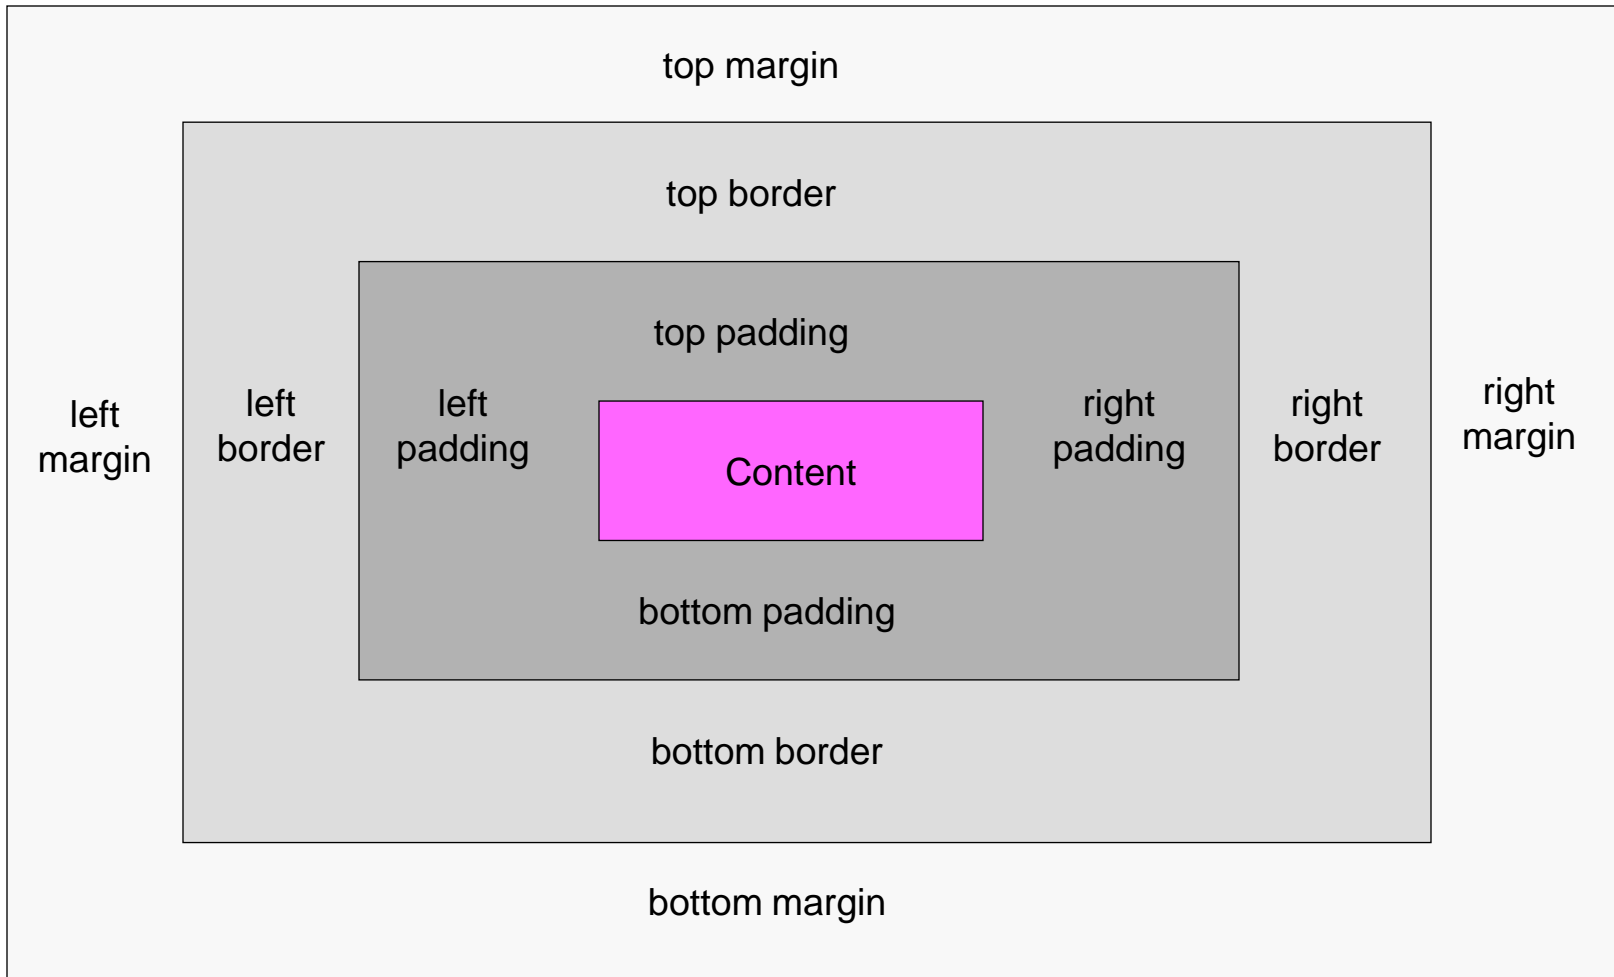 top margin
top border
top padding
left
margin
left
border
left
padding
Content
right
padding
right
border
right
margin
bottom padding
bottom border
bottom margin